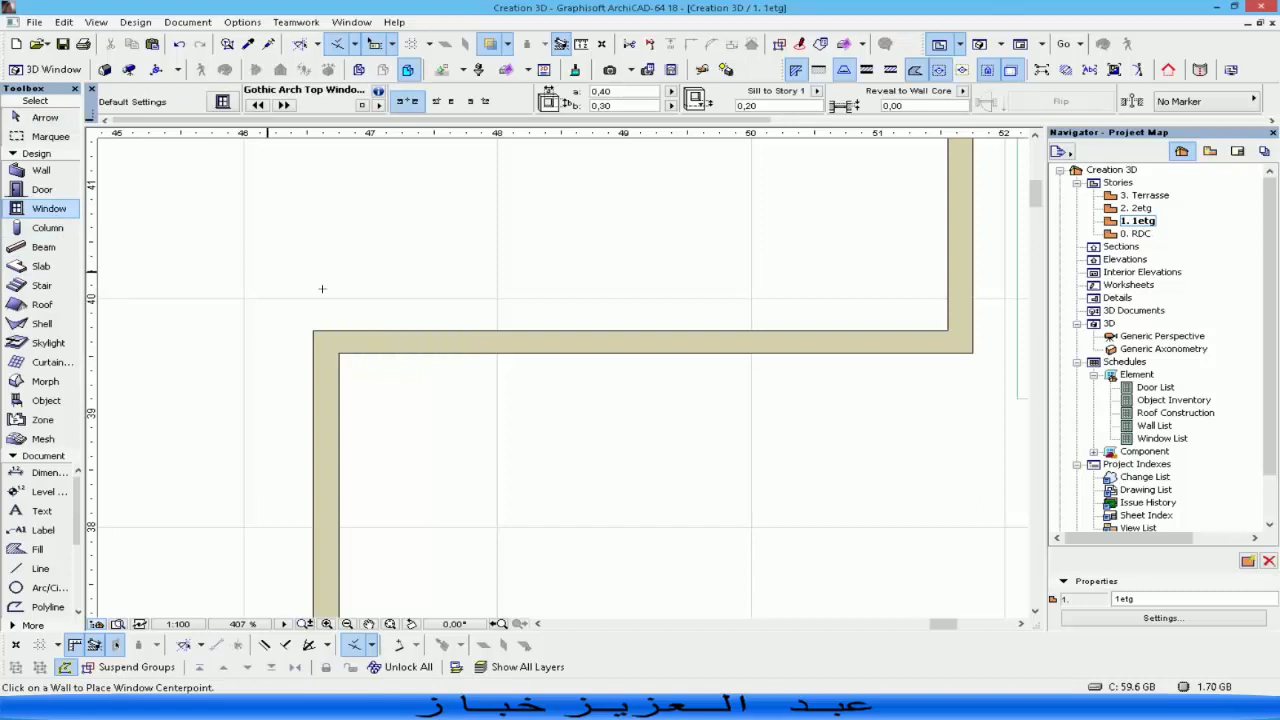 Creation 3D - Graphisoft ArchiCAD-64 18 - [Creation 3D / 1. 1etg]
File Edit View Design Document Options Teamwork Window Help
3D Window Go
Toolbox
Select
Arrow
Marquee
Design
Wall
Door
Window
Column
Beam
Slab
Stair
Roof
Shell
Skylight
Curtain...
Morph
Object
Zone
Mesh
Document
Dimen...
Level ...
Text
Label
Fill
Line
Arc/Ci...
Polyline
More
Default Settings
Gothic Arch Top Windo...
a: 0,40
b: 0,30
Sill to Story 1
0,20
Reveal to Wall Core
0,00
Flip
No Marker
45 46 47 48 49 50 51 52
41
40
39
38
Navigator - Project Map
Creation 3D
Stories
3. Terrasse
2. 2etg
1. 1etg
0. RDC
Sections
Elevations
Interior Elevations
Worksheets
Details
3D Documents
3D
Generic Perspective
Generic Axonometry
Schedules
Element
Door List
Object Inventory
Roof Construction
Wall List
Window List
Component
Project Indexes
Change List
Drawing List
Issue History
Sheet Index
View List
Properties
1. 1etg
Settings...
1:100 407 % 0,00°
Suspend Groups Unlock All Show All Layers
Click on a Wall to Place Window Centerpoint.
C: 59.6 GB 1.70 GB
عبد العزيز خباز